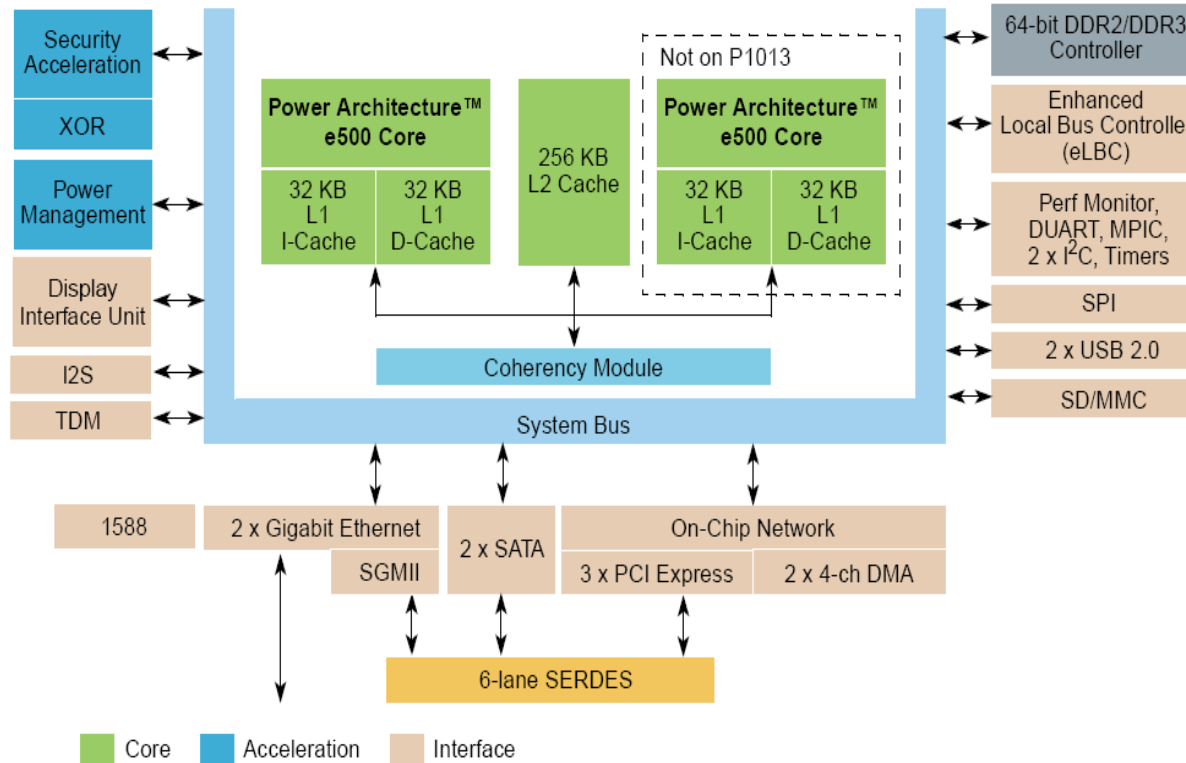 Security
Acceleration
XOR
Power
Management
Display
Interface Unit
I2S
TDM
Not on P1013
Power Architecture™
e500 Core
32 KB
L1
I-Cache
32 KB
L1
D-Cache
256 KB
L2 Cache
Power Architecture™
e500 Core
32 KB
L1
I-Cache
32 KB
L1
D-Cache
Coherency Module
System Bus
64-bit DDR2/DDR3
Controller
Enhanced
Local Bus Controlle
(eLBC)
Perf Monitor,
DUART, MPIC,
2 x I²C, Timers
SPI
2 x USB 2.0
SD/MMC
1588
2 x Gigabit Ethernet
SGMII
2 x SATA
On-Chip Network
3 x PCI Express
2 x 4-ch DMA
6-lane SERDES
Core
Acceleration
Interface